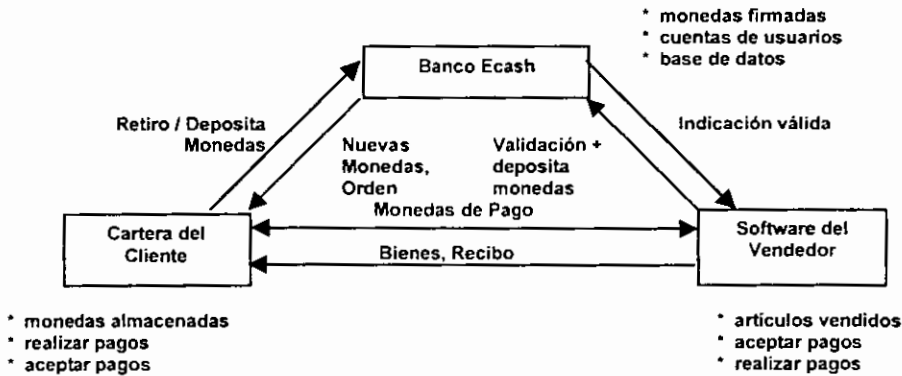 * monedas firmadas
* cuentas de usuarios
* base de datos
Banco Ecash
Retiro / Deposita
Monedas
Nuevas
Monedas,
Orden
Validación +
deposita
monedas
Indicación válida
Monedas de Pago
Cartera del
Cliente
Software del
Vendedor
Bienes, Recibo
* monedas almacenadas
* realizar pagos
* aceptar pagos
* artículos vendidos
* aceptar pagos
* realizar pagos